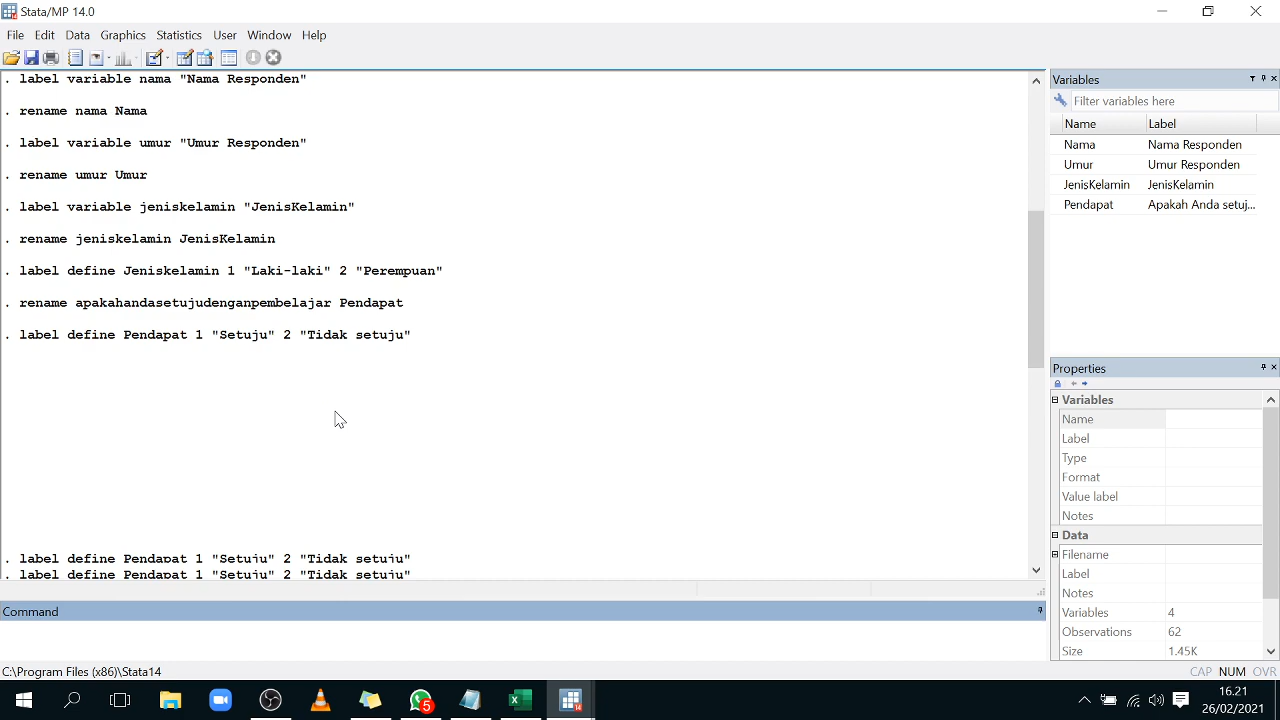 Stata/MP 14.0
File Edit Data Graphics Statistics User Window Help
. label variable nama "Nama Responden"
. rename nama Nama
. label variable umur "Umur Responden"
. rename umur Umur
. label variable jeniskelamin "JenisKelamin"
. rename jeniskelamin JenisKelamin
. label define Jeniskelamin 1 "Laki-laki" 2 "Perempuan"
. rename apakahandasetujudenganpembelajar Pendapat
. label define Pendapat 1 "Setuju" 2 "Tidak setuju"
. label define Pendapat 1 "Setuju" 2 "Tidak setuju"
. label define Pendapat 1 "Setuju" 2 "Tidak setuju"
Command
C:\Program Files (x86)\Stata14
Variables
Filter variables here
Name Label
Nama Nama Responden
Umur Umur Responden
JenisKelamin JenisKelamin
Pendapat Apakah Anda setuj...
Properties
Variables
Name
Label
Type
Format
Value label
Notes
Data
Filename
Label
Notes
Variables 4
Observations 62
Size 1.45K
CAP NUM OVR
14
5
14
16.21
26/02/2021